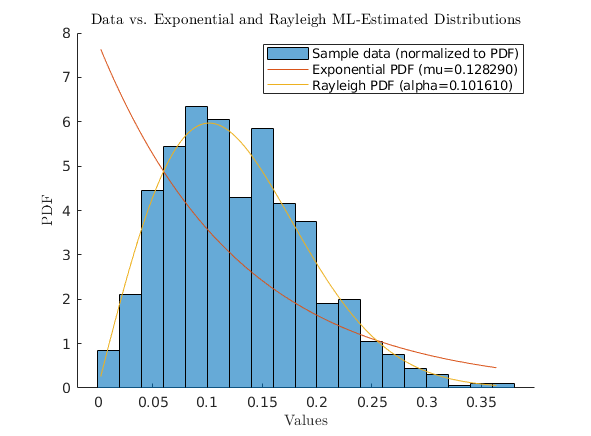 Data vs. Exponential and Rayleigh ML-Estimated Distributions
Sample data (normalized to PDF)
Exponential PDF (mu=0.128290)
Rayleigh PDF (alpha=0.101610)
8
7
6
5
4
3
2
1
0
PDF
0 0.05 0.1 0.15 0.2 0.25 0.3 0.35
Values